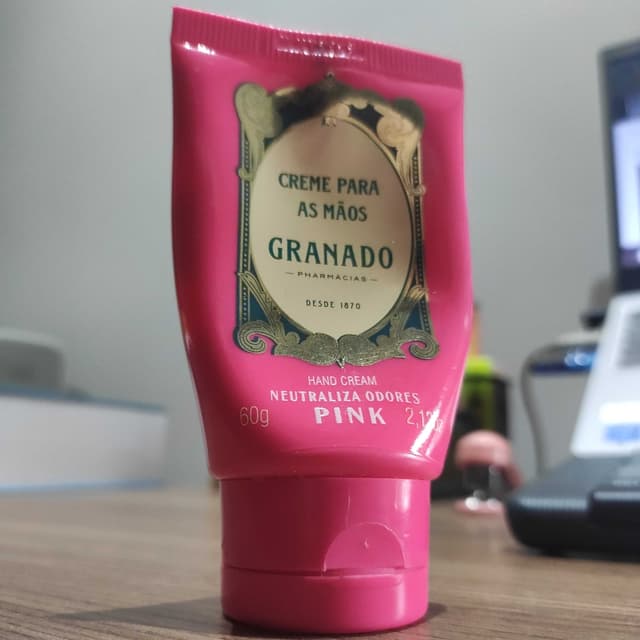 CREME PARA
AS MÃOS
GRANADO
PHARMÁCIAS
DESDE 1870
HAND CREAM
NEUTRALIZA ODORES
60g PINK